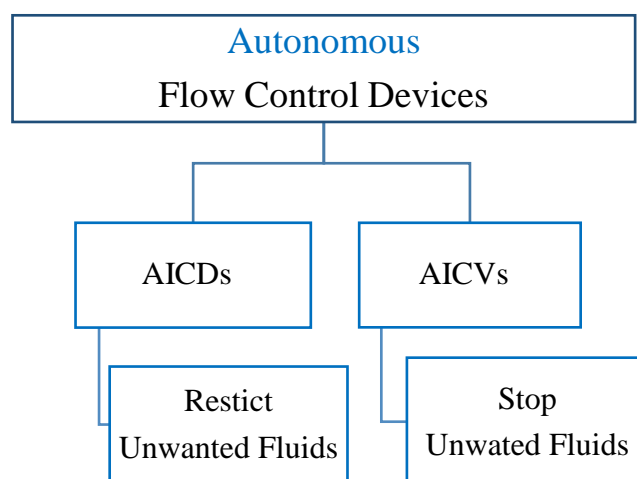 Autonomous
Flow Control Devices
AICDs
AICVs
Restict
Unwanted Fluids
Stop
Unwated Fluids